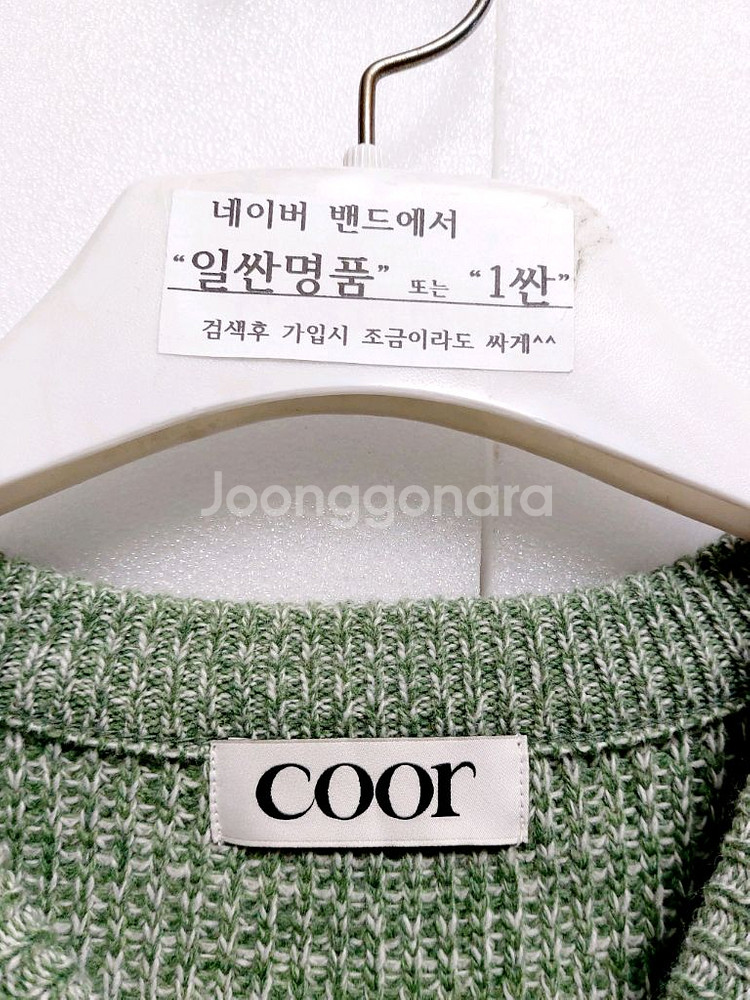 네이버 밴드에서
“일싼명품” 또는 “1싼”
검색후 가입시 조금이라도 싸게^^
Joonggonara
coor